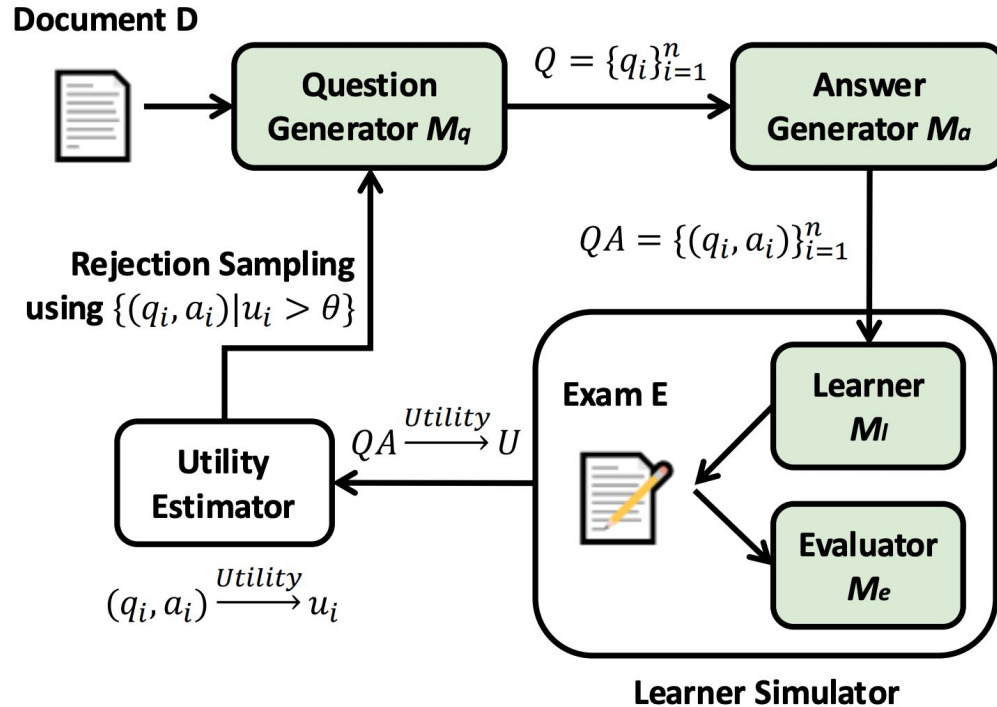 Document D
Question
Generator Mq
Q = {qᵢ}ⁿᵢ₌₁
Answer
Generator Mₐ
QA = {(qᵢ, aᵢ)}ⁿᵢ₌₁
Rejection Sampling
using {(qᵢ, aᵢ)|uᵢ > θ}
Learner
Mₗ
Exam E
Evaluator
Mₑ
Learner Simulator
QA Utility⟶ U
Utility
Estimator
(qᵢ, aᵢ) Utility⟶ uᵢ